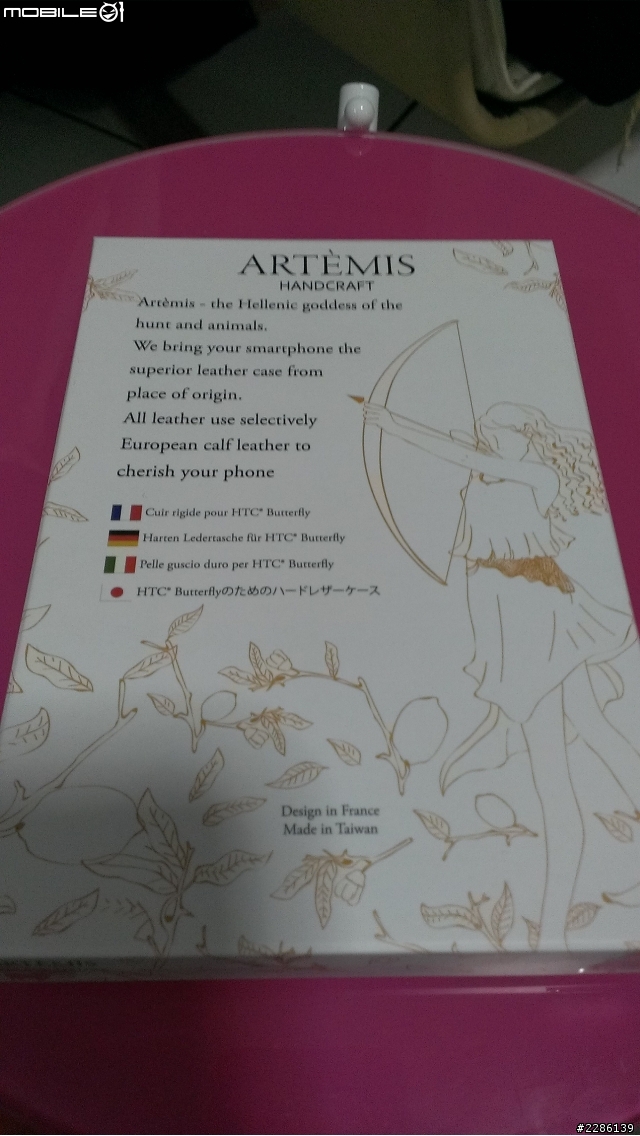 MOBILE01
ARTÈMIS
HANDCRAFT
Artèmis - the Hellenic goddess of the
hunt and animals.
We bring your smartphone the
superior leather case from
place of origin.
All leather use selectively
European calf leather to
cherish your phone
Cuir rigide pour HTC® Butterfly
Harten Ledertasche für HTC® Butterfly
Pelle guscio duro per HTC® Butterfly
HTC® Butterflyのためのハードレザーケース
Design in France
Made in Taiwan
#2286139